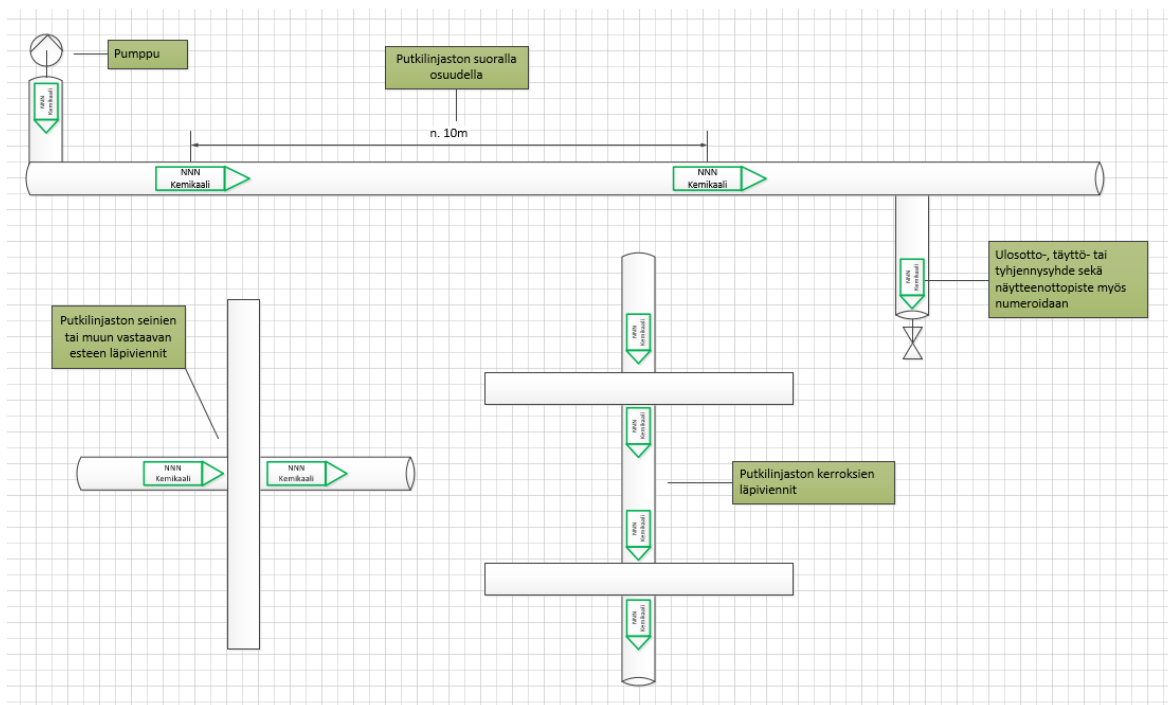 Pumppu
Putkilinjaston suoralla
osuudella
n. 10m
NNN
Kemikaali
NNN
Kemikaali
NNN
Kemikaali
NNN
Kemikaali
Ulosotto-, täyttö- tai
tyhjennysyhde sekä
näytteenottopiste myös
numeroidaan
Putkilinjaston seinien
tai muun vastaavan
esteen läpiviennit
NNN
Kemikaali
NNN
Kemikaali
NNN
Kemikaali
NNN
Kemikaali
NNN
Kemikaali
NNN
Kemikaali
Putkilinjaston kerroksien
läpiviennit